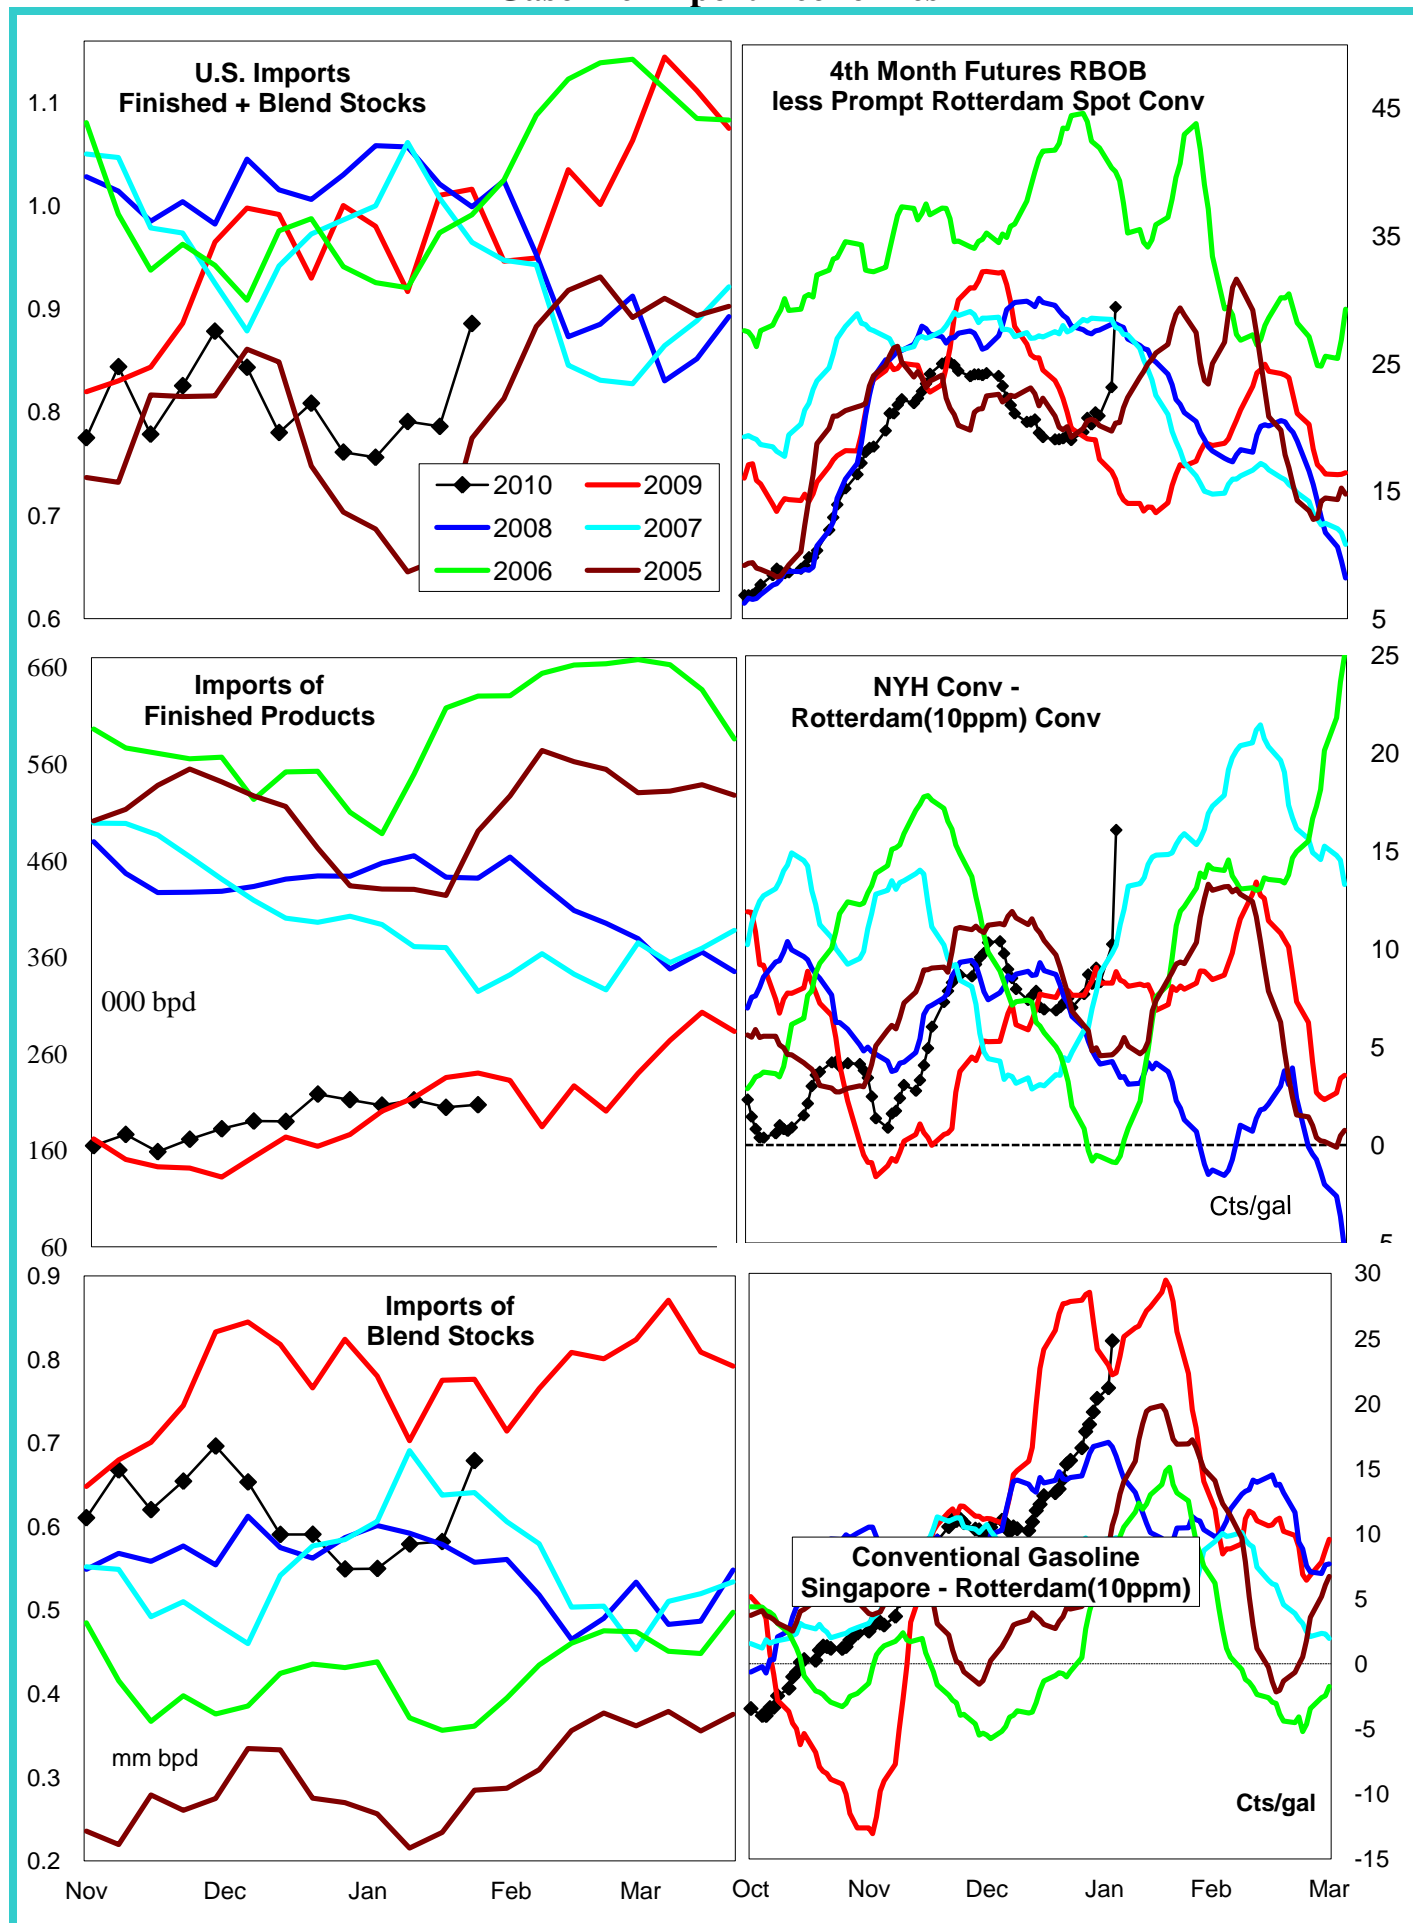 U.S. Imports
Finished + Blend Stocks
1.1
1.0
0.9
0.8
0.7
0.6
2010
2009
2008
2007
2006
2005
4th Month Futures RBOB
less Prompt Rotterdam Spot Conv
45
35
25
15
5
Imports of
Finished Products
660
560
460
360
260
160
60
000 bpd
NYH Conv -
Rotterdam(10ppm) Conv
25
20
15
10
5
0
Cts/gal
Imports of
Blend Stocks
0.9
0.8
0.7
0.6
0.5
0.4
0.3
0.2
mm bpd
Nov
Dec
Jan
Feb
Mar
Conventional Gasoline
Singapore - Rotterdam(10ppm)
30
25
20
15
10
5
0
-5
-10
-15
Cts/gal
Oct
Nov
Dec
Jan
Feb
Mar